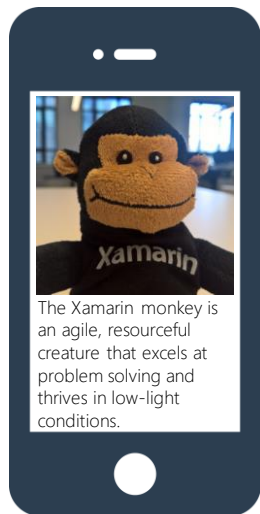 Xamarin
The Xamarin monkey is
an agile, resourceful
creature that excels at
problem solving and
thrives in low-light
conditions.